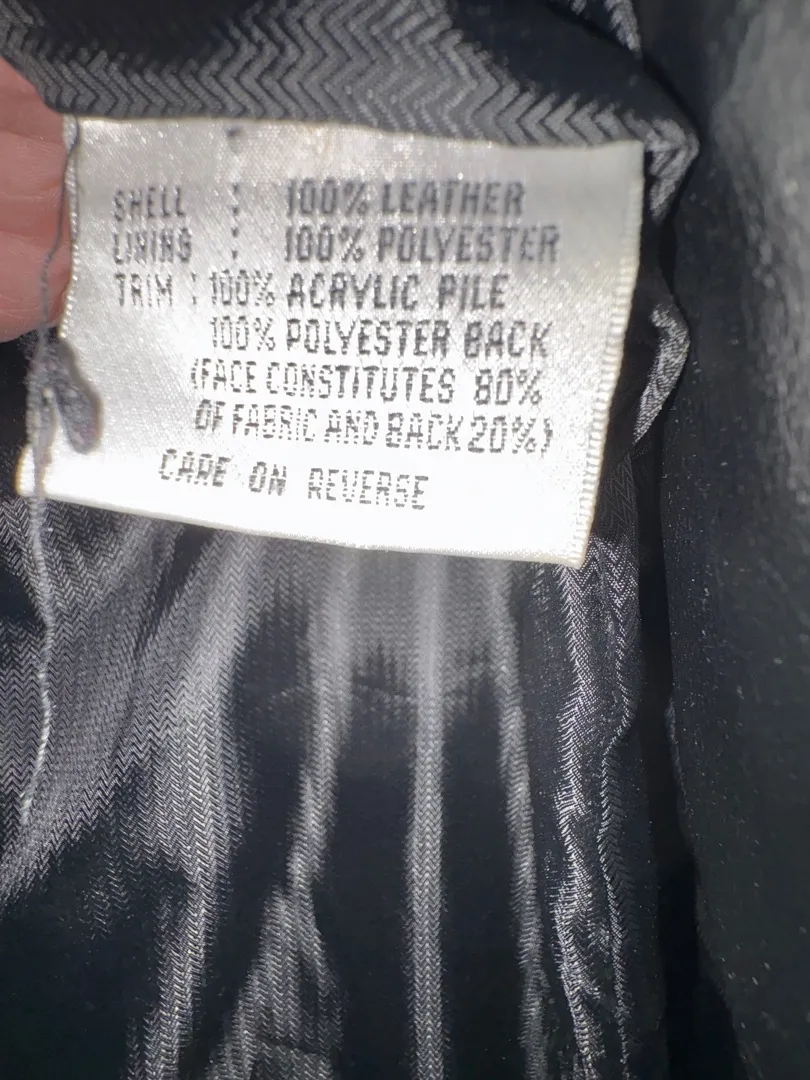 SHELL : 100% LEATHER
LINING : 100% POLYESTER
TRIM : 100% ACRYLIC PILE
100% POLYESTER BACK
(FACE CONSTITUTES 80%
OF FABRIC AND BACK 20%)
CARE ON REVERSE